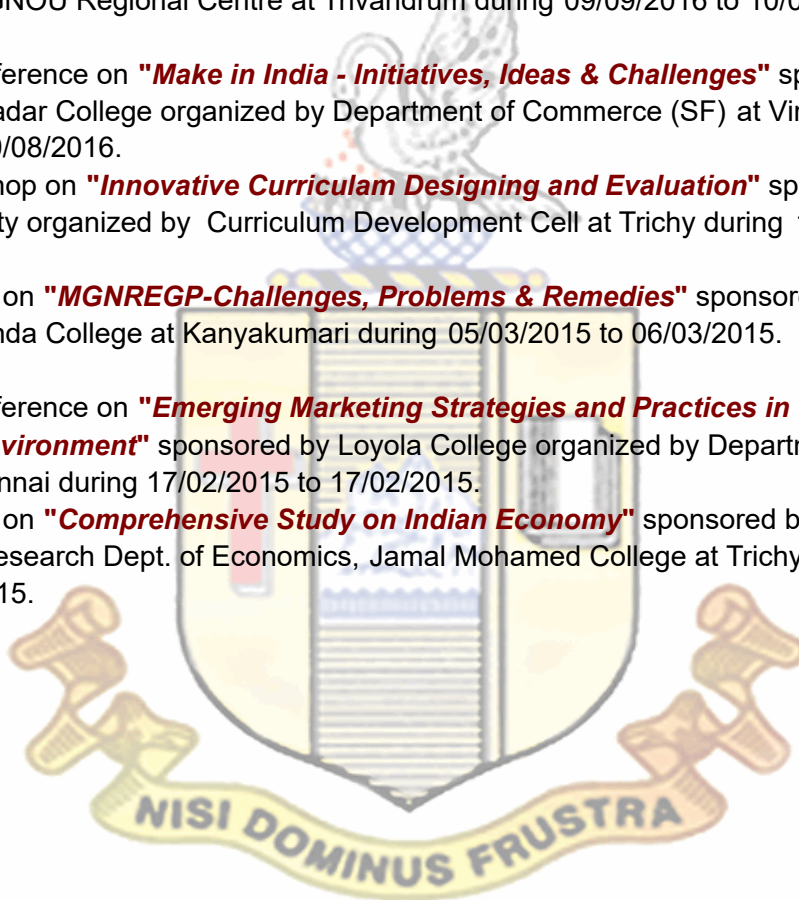 GNOU Regional Centre at Trivandrum during 09/09/2016 to 10/0
ference on "Make in India - Initiatives, Ideas & Challenges" sp
adar College organized by Department of Commerce (SF) at Vir
0/08/2016.
hop on "Innovative Curriculam Designing and Evaluation" sp
ty organized by Curriculum Development Cell at Trichy during
on "MGNREGP-Challenges, Problems & Remedies" sponsor
nda College at Kanyakumari during 05/03/2015 to 06/03/2015.
ference on "Emerging Marketing Strategies and Practices in
vironment" sponsored by Loyola College organized by Departm
nnai during 17/02/2015 to 17/02/2015.
on "Comprehensive Study on Indian Economy" sponsored b
esearch Dept. of Economics, Jamal Mohamed College at Trichy
15.
NISI DOMINUS FRUSTRA